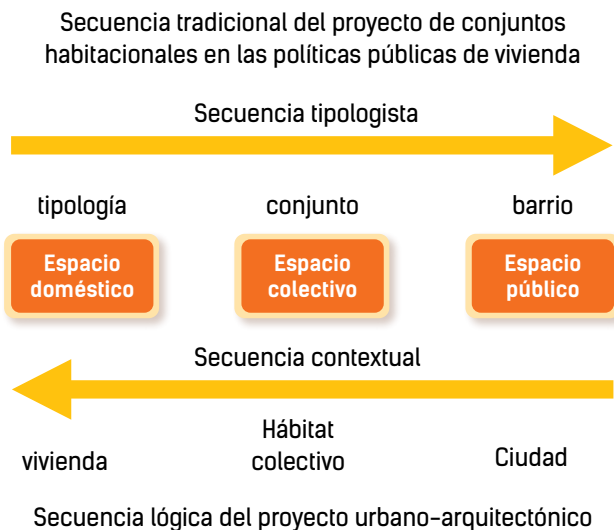 Secuencia tradicional del proyecto de conjuntos
habitacionales en las políticas públicas de vivienda
Secuencia tipologista
tipología
conjunto
barrio
Espacio
doméstico
Espacio
colectivo
Espacio
público
Secuencia contextual
vivienda
Hábitat
colectivo
Ciudad
Secuencia lógica del proyecto urbano-arquitectónico